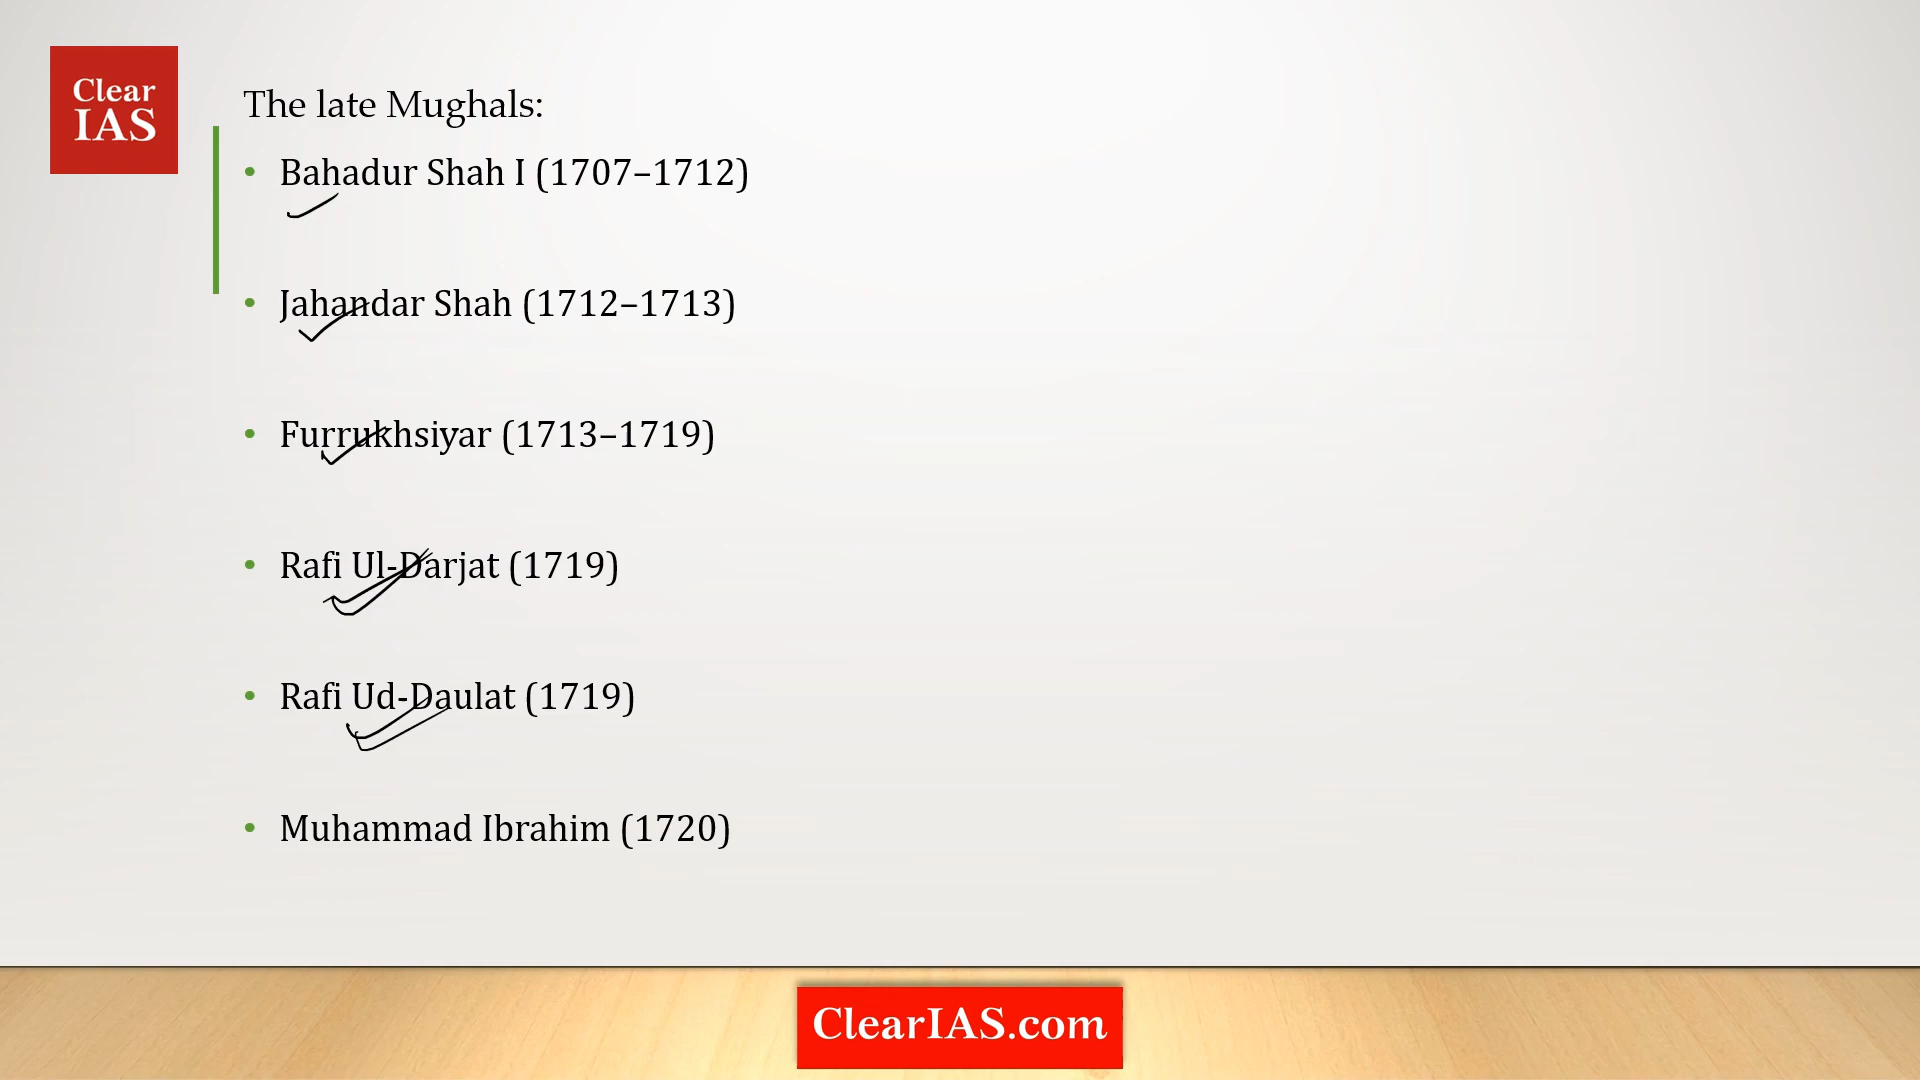 Clear
IAS
The late Mughals:
• Bahadur Shah I (1707–1712)
• Jahandar Shah (1712–1713)
• Furrukhsiyar (1713–1719)
• Rafi Ul-Darjat (1719)
• Rafi Ud-Daulat (1719)
• Muhammad Ibrahim (1720)
ClearIAS.com